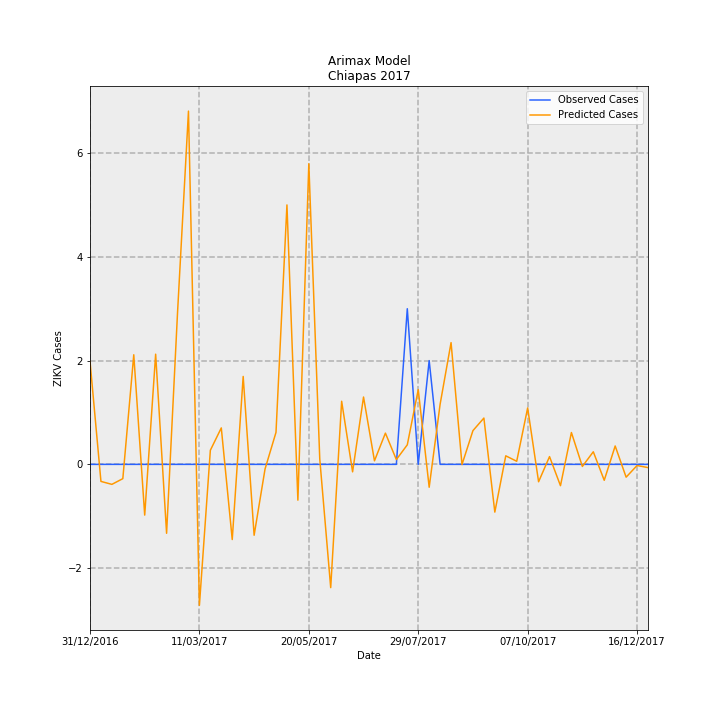 Arimax Model
Chiapas 2017
Observed Cases
Predicted Cases
ZIKV Cases
6
4
2
0
−2
31/12/2016 11/03/2017 20/05/2017 29/07/2017 07/10/2017 16/12/2017
Date